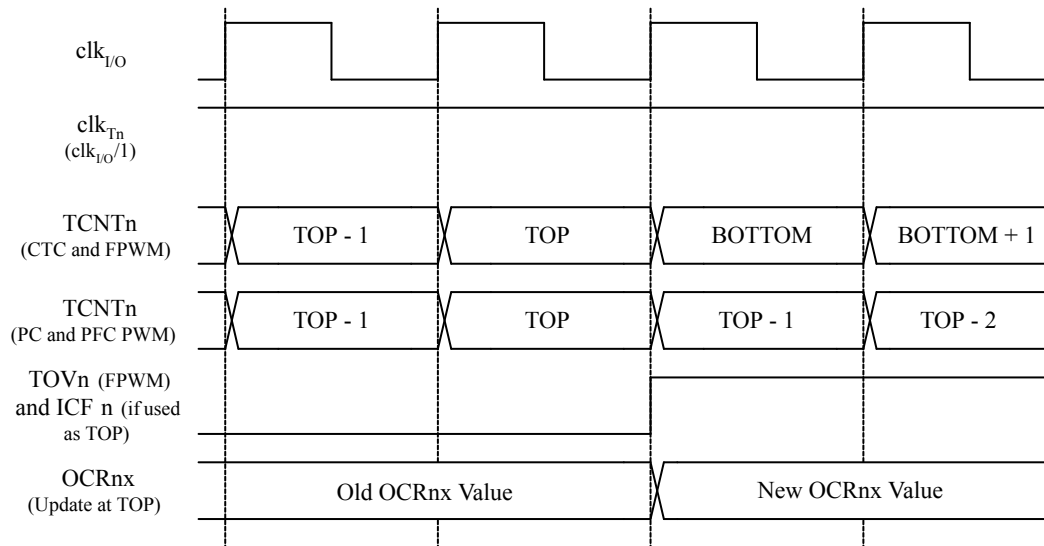 clkI/O
clkTn
(clkI/O/1)
TCNTn
(CTC and FPWM)
TOP - 1
TOP
BOTTOM
BOTTOM + 1
TCNTn
(PC and PFC PWM)
TOP - 1
TOP
TOP - 1
TOP - 2
TOVn (FPWM)
and ICF n (if used
as TOP)
OCRnx
(Update at TOP)
Old OCRnx Value
New OCRnx Value